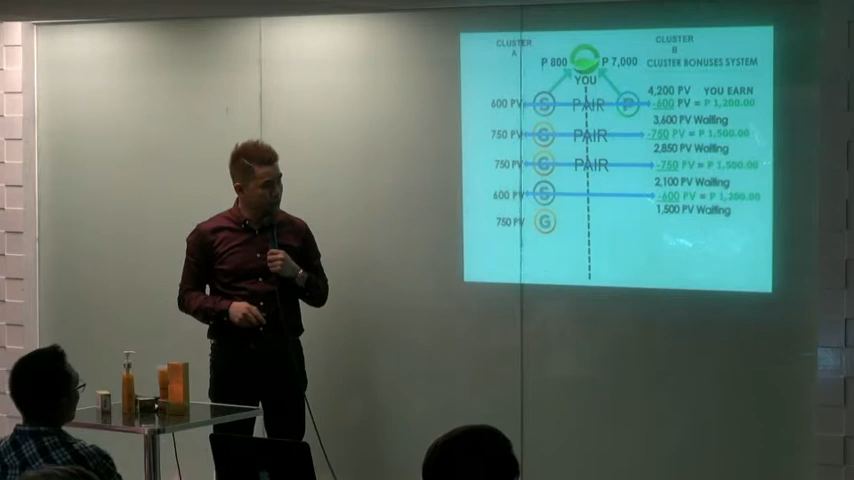 CLUSTER
A
CLUSTER
B
CLUSTER BONUSES SYSTEM
P 800
P 7,000
YOU
600 PV
S
PAIR
P
750 PV
G
PAIR
750 PV
G
PAIR
600 PV
S
750 PV
G
4,200 PV YOU EARN
-600 PV = P 1,200.00
3,600 PV Waiting
-750 PV = P 1,500.00
2,850 PV Waiting
-750 PV = P 1,500.00
2,100 PV Waiting
-600 PV = P 1,200.00
1,500 PV Waiting